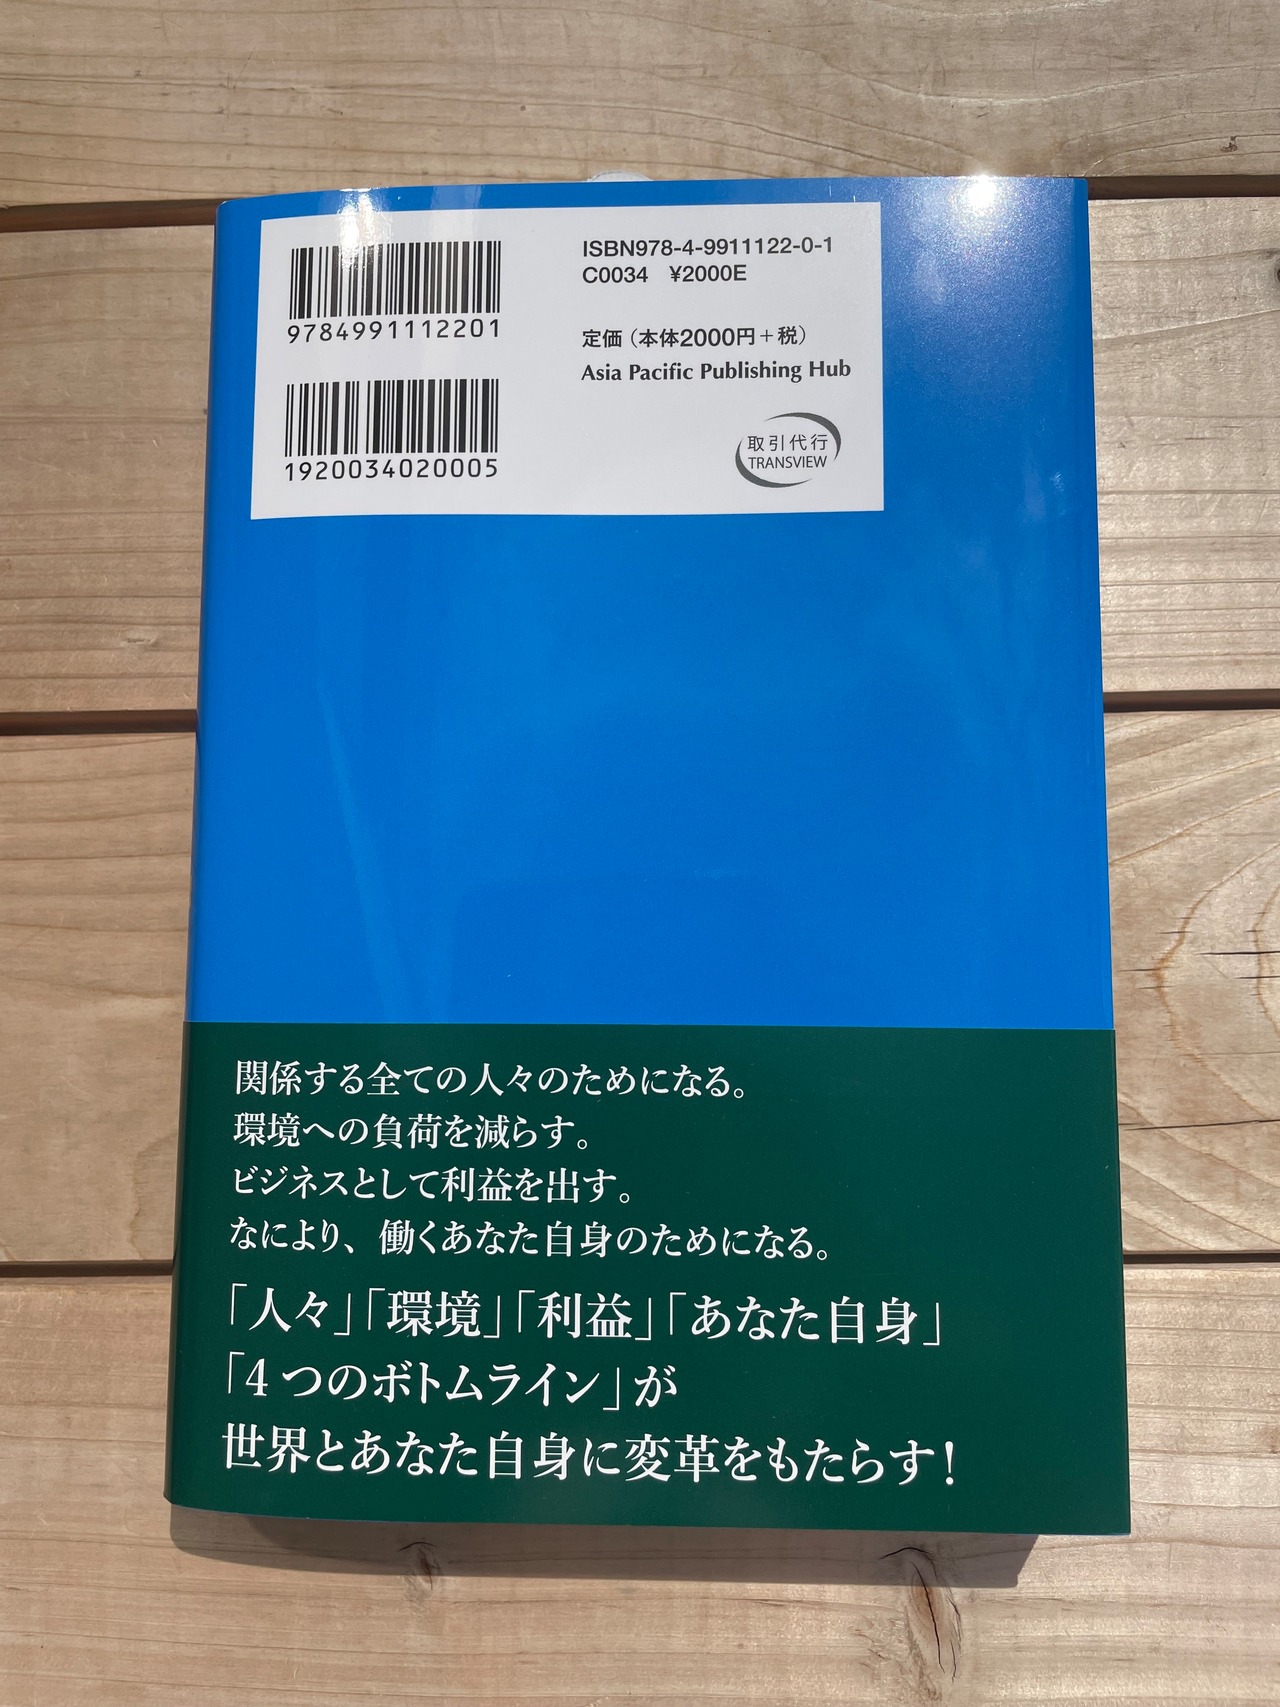 9784991112201
1920034020005
ISBN978-4-9911122-0-1
C0034 ¥2000E
定価（本体2000円＋税）
Asia Pacific Publishing Hub
取引代行
TRANSVIEW
関係する全ての人々のためになる。
環境への負荷を減らす。
ビジネスとして利益を出す。
なにより、働くあなた自身のためになる。
「人々」「環境」「利益」「あなた自身」
「4つのボトムライン」が
世界とあなた自身に変革をもたらす！